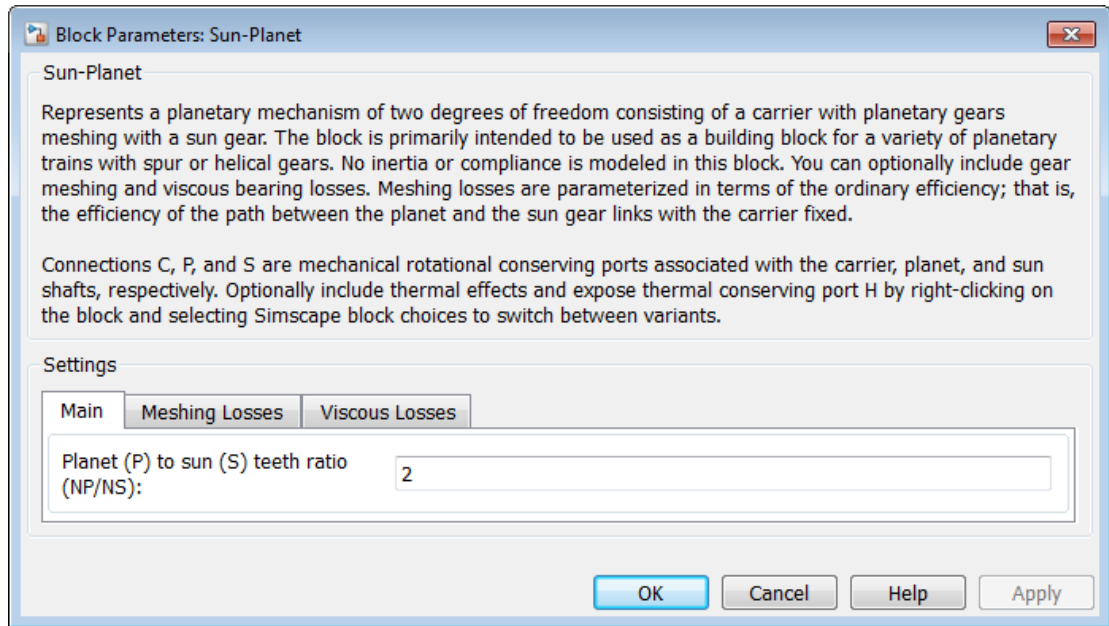 Block Parameters: Sun-Planet
Sun-Planet
Represents a planetary mechanism of two degrees of freedom consisting of a carrier with planetary gears
meshing with a sun gear. The block is primarily intended to be used as a building block for a variety of planetary
trains with spur or helical gears. No inertia or compliance is modeled in this block. You can optionally include gear
meshing and viscous bearing losses. Meshing losses are parameterized in terms of the ordinary efficiency; that is,
the efficiency of the path between the planet and the sun gear links with the carrier fixed.
Connections C, P, and S are mechanical rotational conserving ports associated with the carrier, planet, and sun
shafts, respectively. Optionally include thermal effects and expose thermal conserving port H by right-clicking on
the block and selecting Simscape block choices to switch between variants.
Settings
Main Meshing Losses Viscous Losses
Planet (P) to sun (S) teeth ratio
(NP/NS):
2
OK Cancel Help Apply